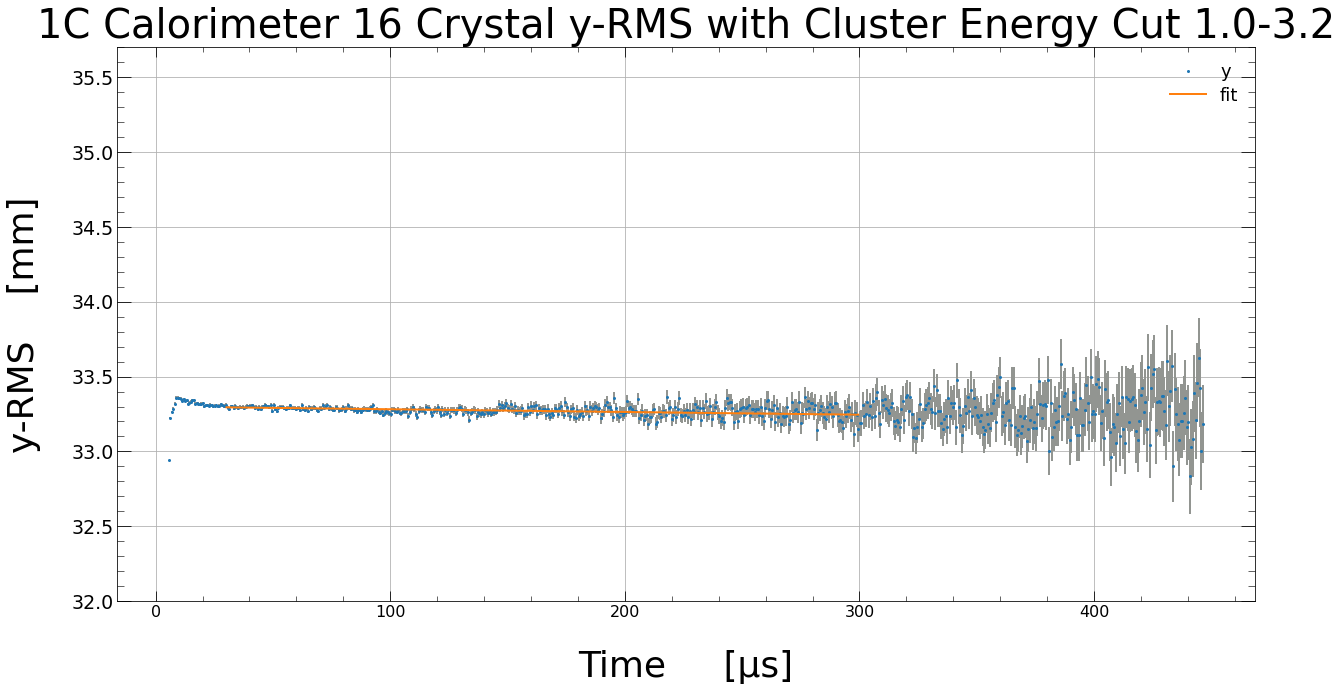 1C Calorimeter 16 Crystal y-RMS with Cluster Energy Cut 1.0-3.2
y
fit
35.5
35.0
34.5
34.0
33.5
33.0
32.5
32.0
y-RMS [mm]
0 100 200 300 400
Time [μs]